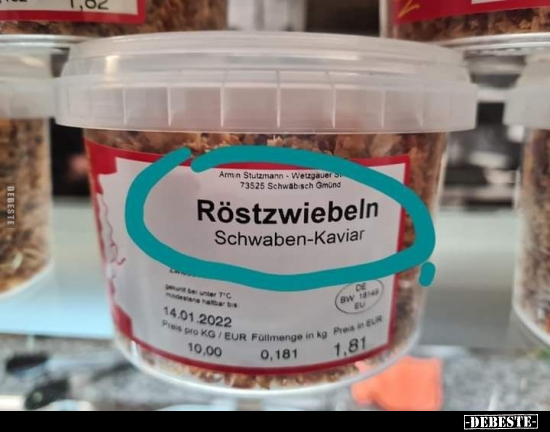 1,82
Armin Stutzmann - Wetzgauer
73525 Schwäbisch Gmünd
Röstzwiebeln
Schwaben-Kaviar
gekühlt bei unter 7°C
mindestens haltbar bis
14.01.2022
DE
BW
EU
Preis pro KG / EUR Füllmenge in kg Preis in EUR
10,00 0,181 1,81
DEBESTE
-DEBESTE-